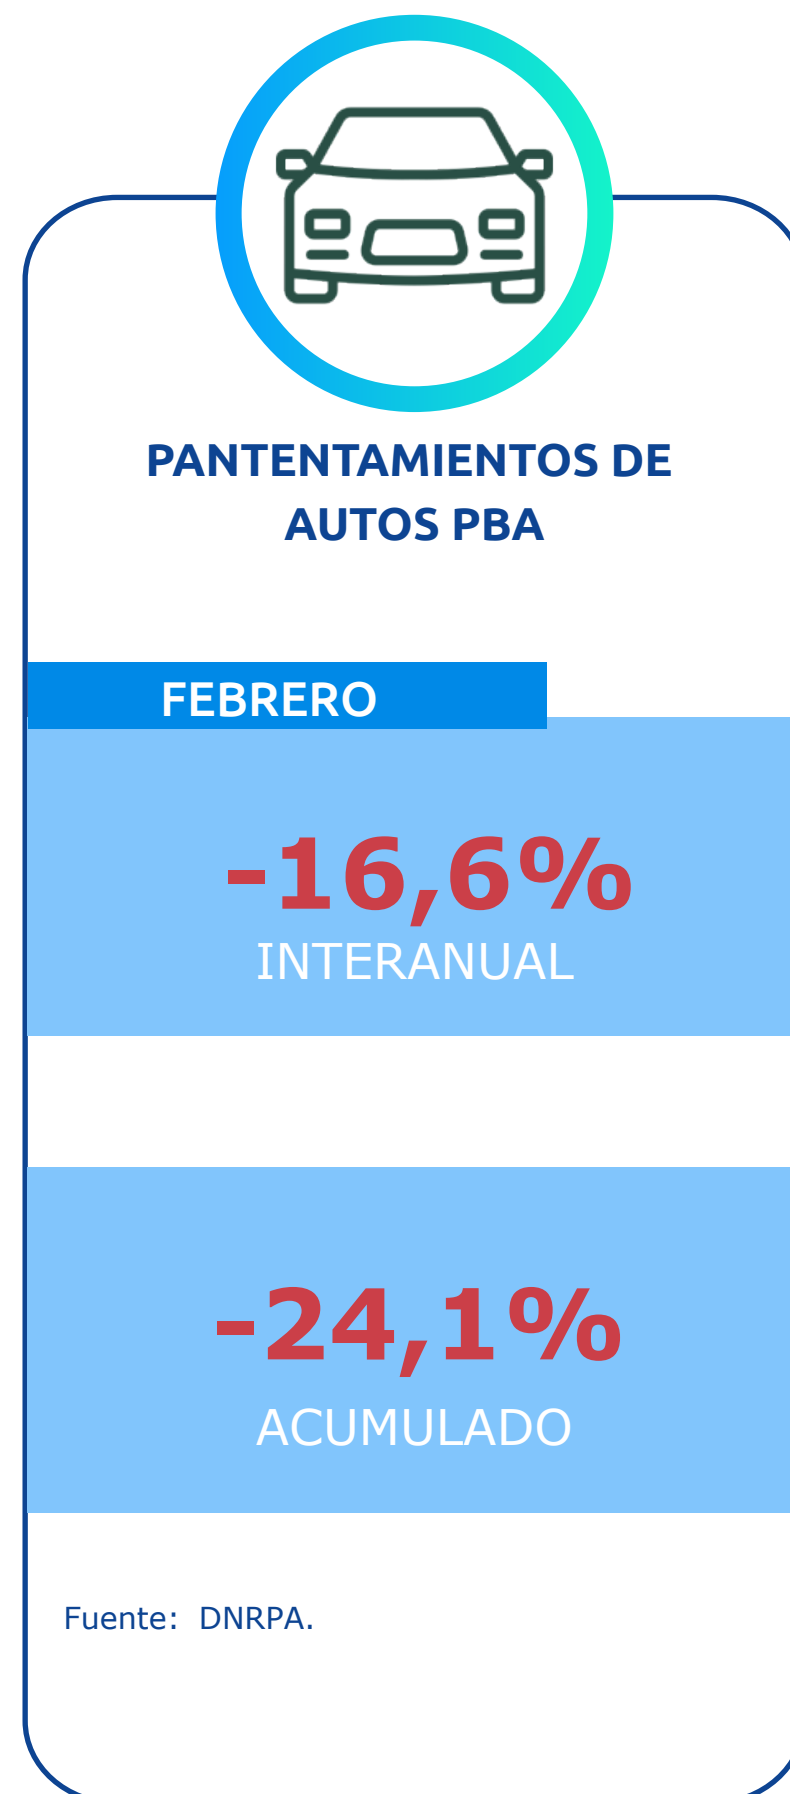 PANTENTAMIENTOS DE
AUTOS PBA
FEBRERO
-16,6%
INTERANUAL
-24,1%
ACUMULADO
Fuente: DNRPA.